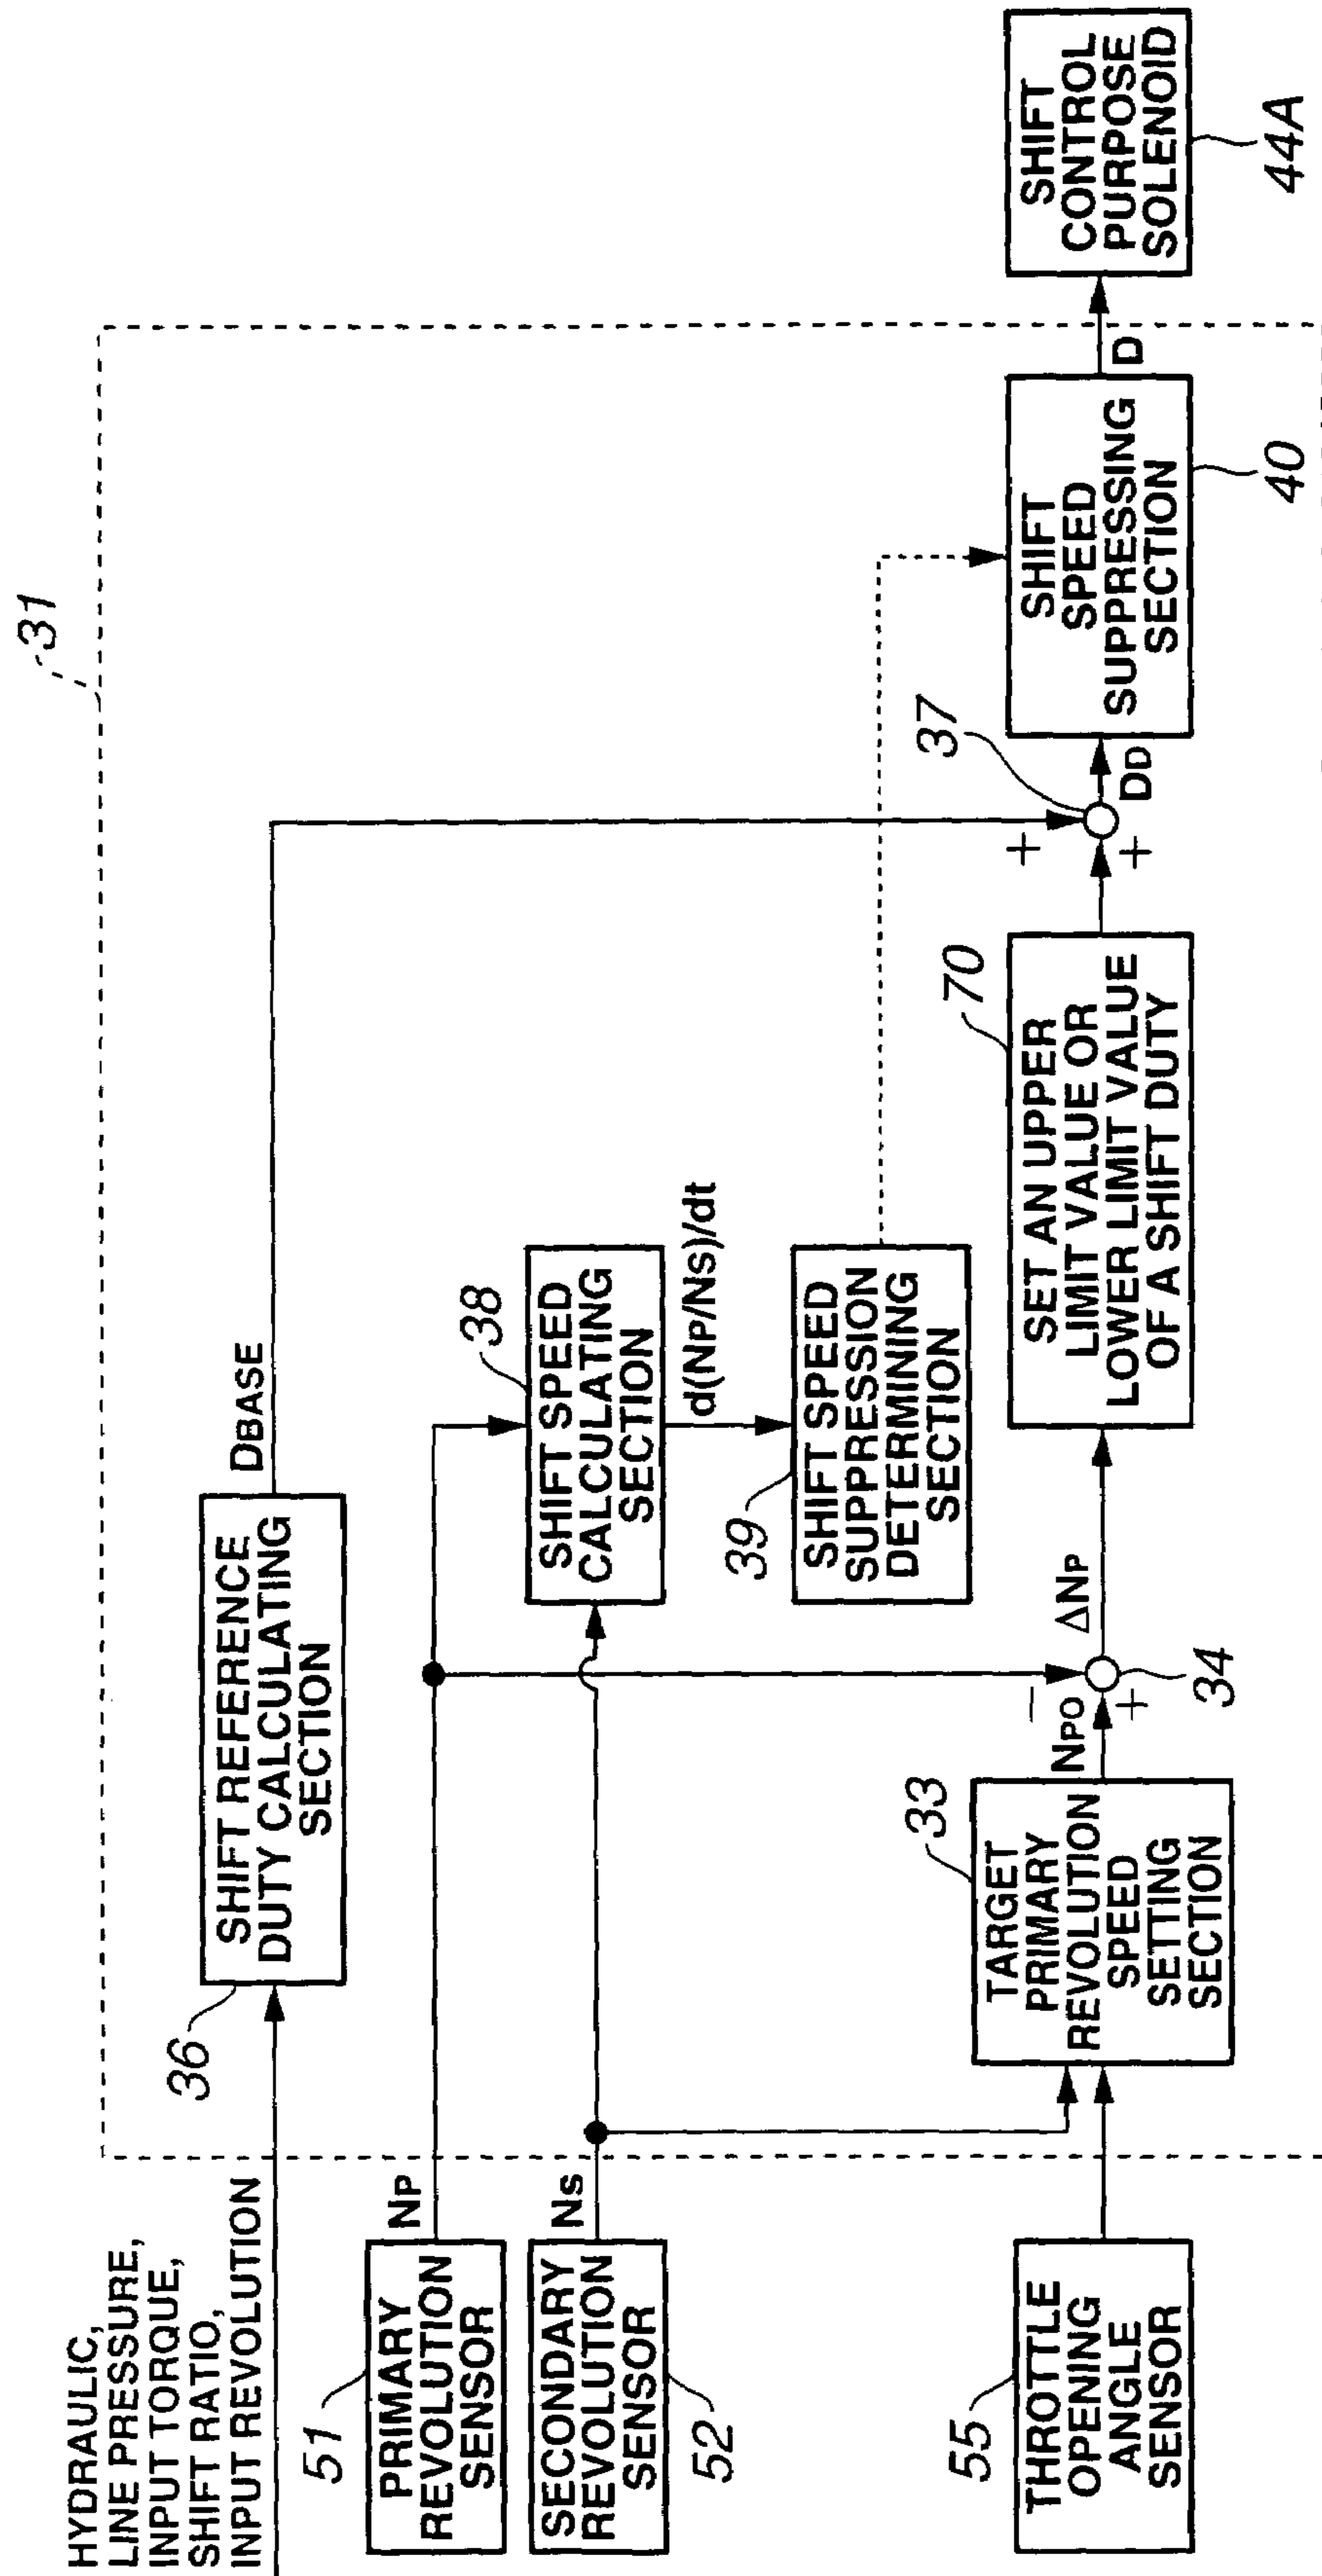 31
HYDRAULIC,
LINE PRESSURE,
INPUT TORQUE,
SHIFT RATIO,
INPUT REVOLUTION
36
SHIFT REFERENCE
DUTY CALCULATING
SECTION
DBASE
51
PRIMARY
REVOLUTION
SENSOR
NP
SECONDARY
REVOLUTION
SENSOR
52
NS
38
SHIFT SPEED
CALCULATING
SECTION
d(NP/NS)/dt
39
SHIFT SPEED
SUPPRESSION
DETERMINING
SECTION
55
THROTTLE
OPENING
ANGLE
SENSOR
33
TARGET
PRIMARY
REVOLUTION
SPEED
SETTING
SECTION
NPO
−
+
34
ΔNP
70
SET AN UPPER
LIMIT VALUE OR
LOWER LIMIT VALUE
OF A SHIFT DUTY
+
+
37
DD
SHIFT
SPEED
SUPPRESSING
SECTION
40
D
SHIFT
CONTROL
PURPOSE
SOLENOID
44A